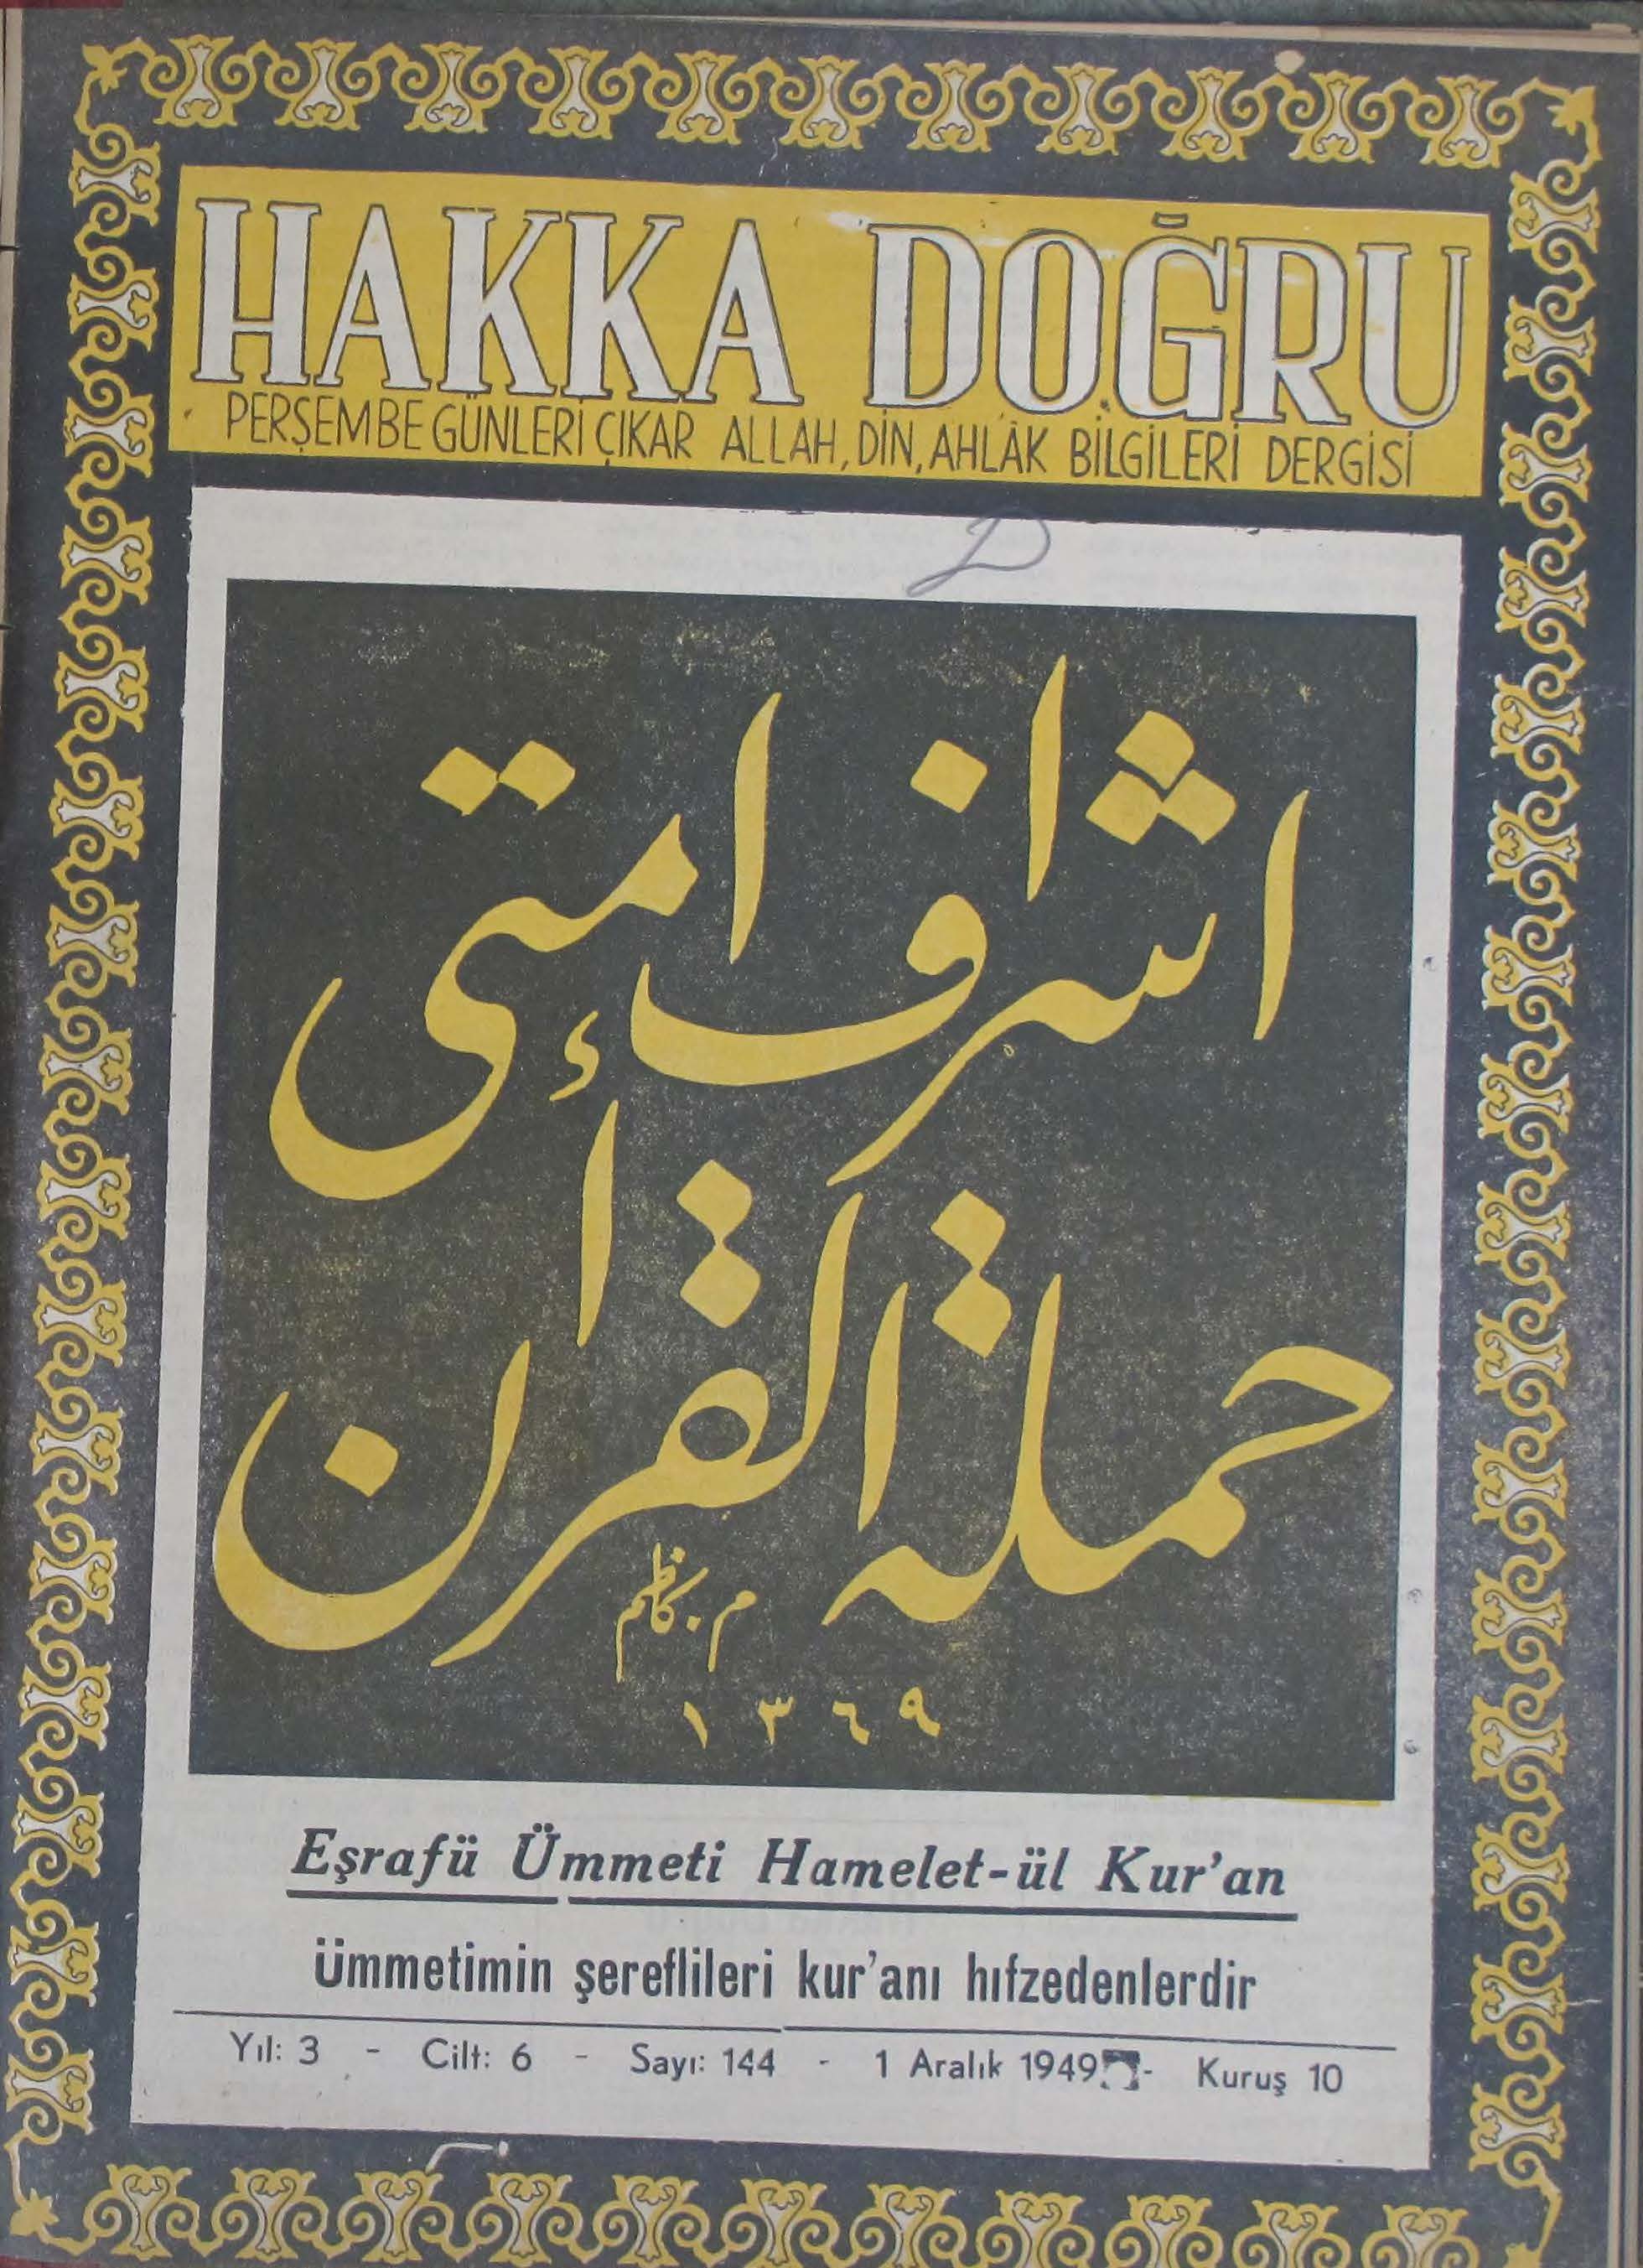 HAKKA DOĞRU
PERŞEMBE GÜNLERİ ÇIKAR ALLAH, DİN, AHLÂK BİLGİLERİ DERGİSİ
اشراف امتى
حملة القرأن
م. كاظم
١٣٦٩
Eşrafü Ümmeti Hamelet-ül Kur'an
Ümmetimin şereflileri kur'anı hıfzedenlerdir
Yıl: 3 - Cilt: 6 - Sayı: 144 - 1 Aralık 1949 - Kuruş 10